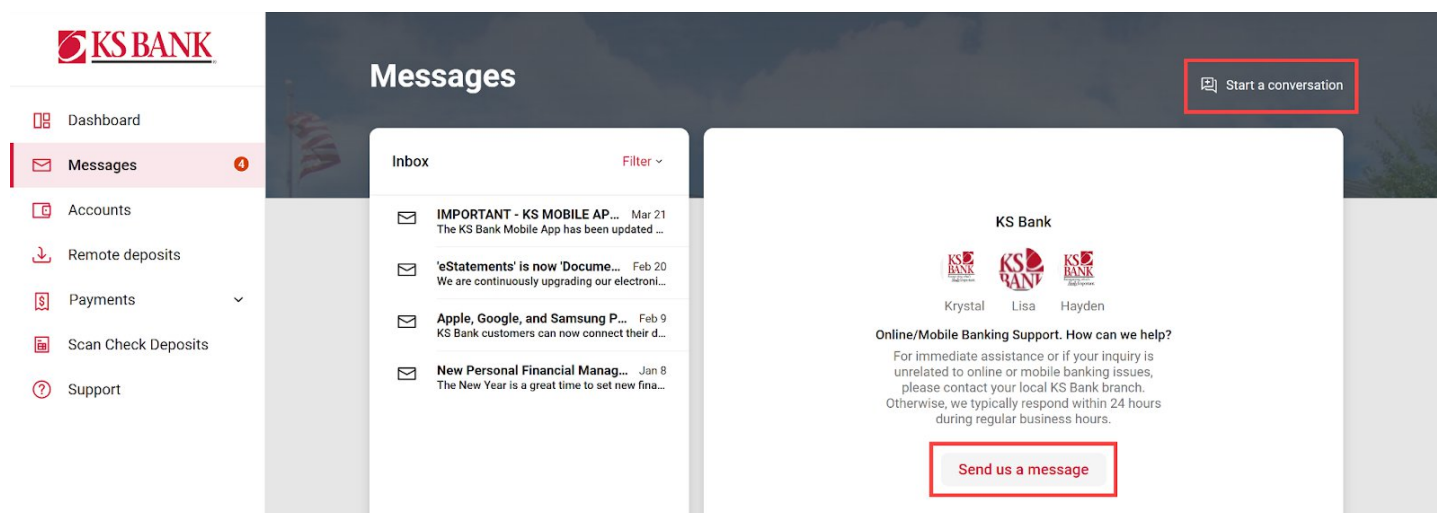 KS BANK
Dashboard
Messages
4
Accounts
Remote deposits
Payments
Scan Check Deposits
Support
Messages
Start a conversation
Inbox
Filter
IMPORTANT - KS MOBILE AP... Mar 21
The KS Bank Mobile App has been updated ...
'eStatements' is now 'Docume... Feb 20
We are continuously upgrading our electroni...
Apple, Google, and Samsung P... Feb 9
KS Bank customers can now connect their d...
New Personal Financial Manag... Jan 8
The New Year is a great time to set new fina...
KS Bank
KS BANK
KS BANK
KS BANK
Krystal Lisa Hayden
Online/Mobile Banking Support. How can we help?
For immediate assistance or if your inquiry is
unrelated to online or mobile banking issues,
please contact your local KS Bank branch.
Otherwise, we typically respond within 24 hours
during regular business hours.
Send us a message